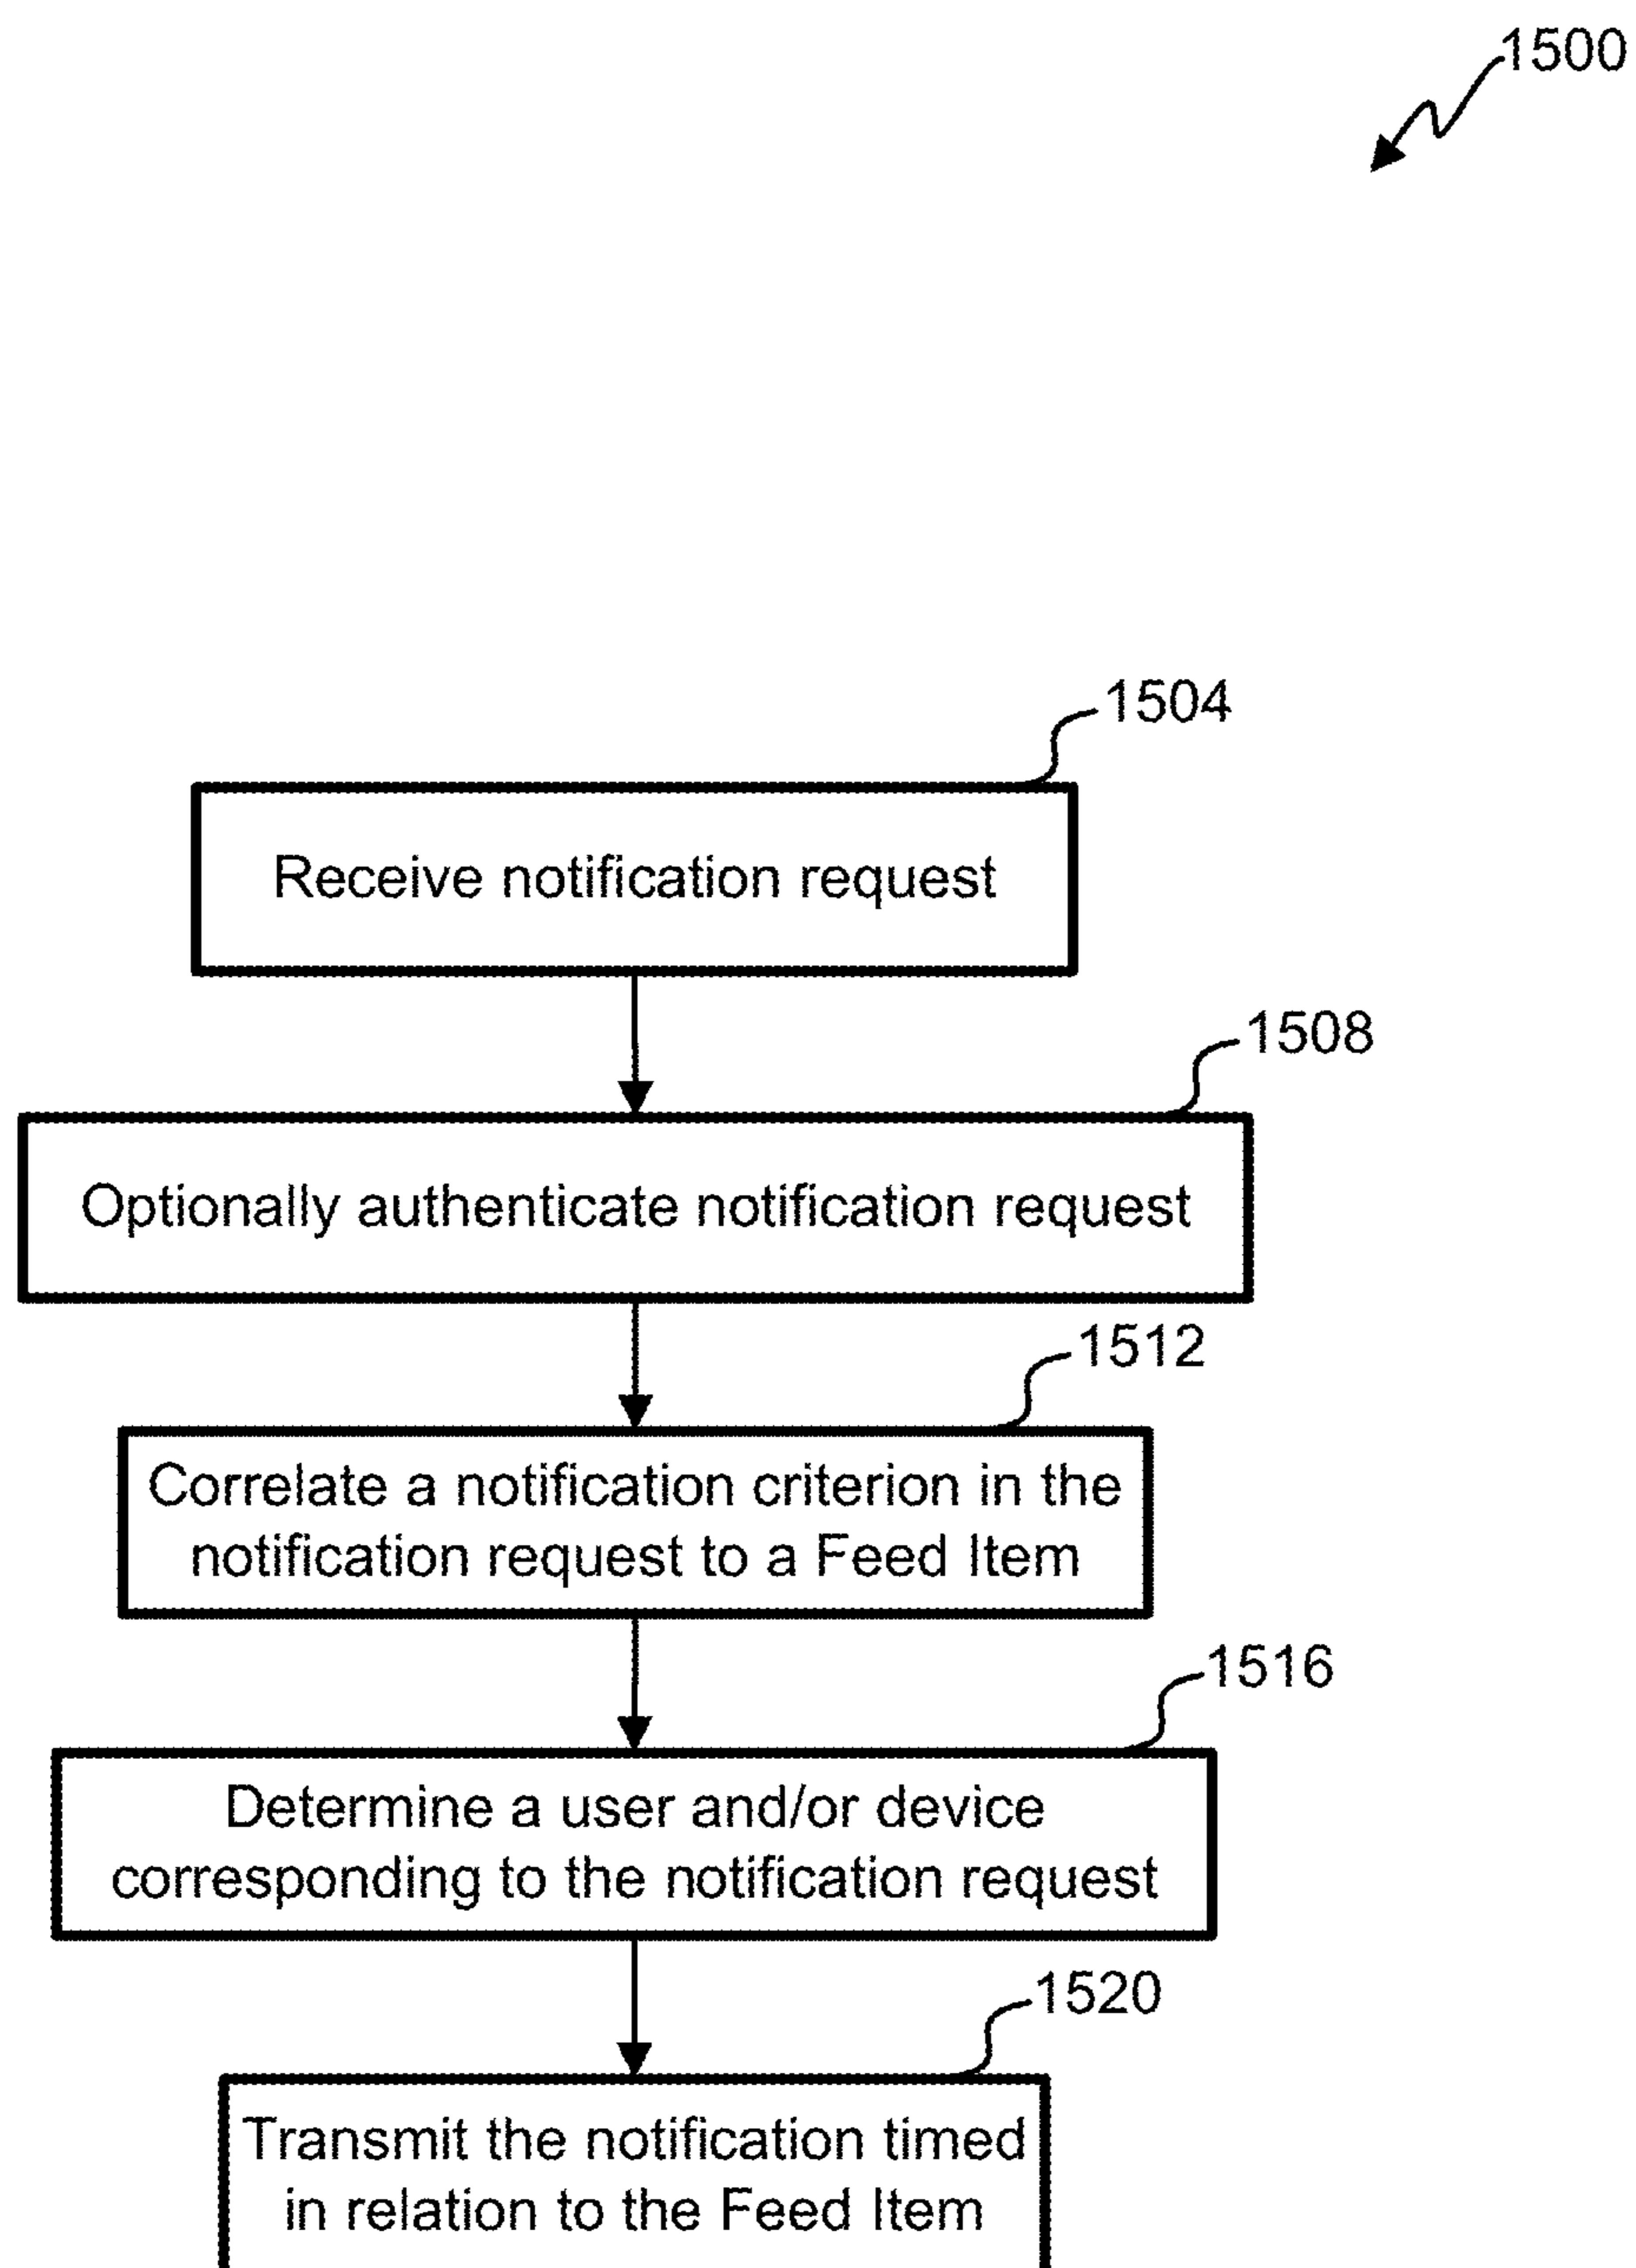 1500
1504
Receive notification request
1508
Optionally authenticate notification request
1512
Correlate a notification criterion in the
notification request to a Feed Item
1516
Determine a user and/or device
corresponding to the notification request
1520
Transmit the notification timed
in relation to the Feed Item